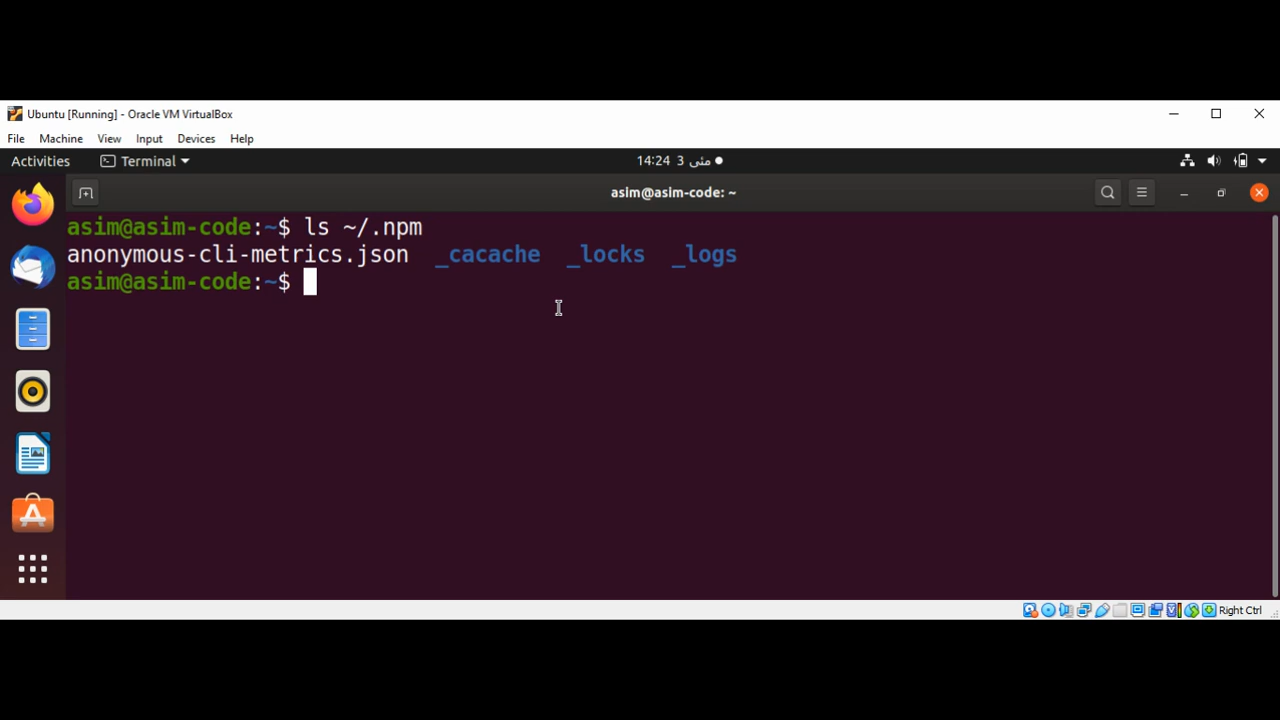 Ubuntu [Running] - Oracle VM VirtualBox
File Machine View Input Devices Help
Activities Terminal 14:24 3 مئی
asim@asim-code: ~
asim@asim-code:~$ ls ~/.npm
anonymous-cli-metrics.json _cacache _locks _logs
asim@asim-code:~$
Right Ctrl